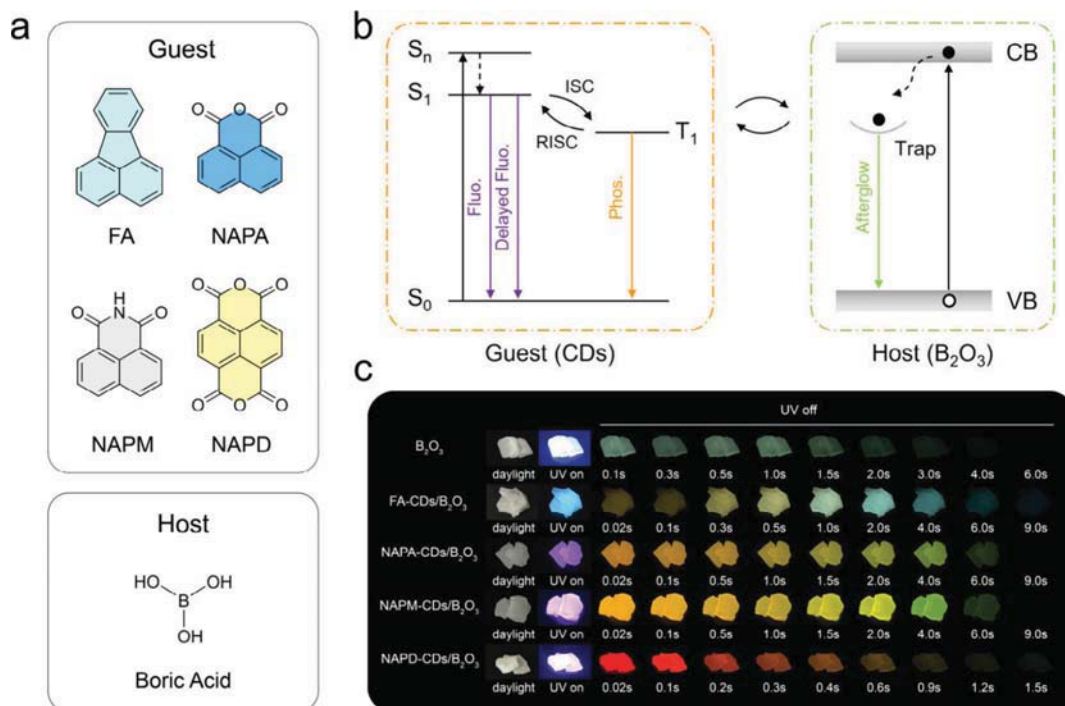 a
Guest
FA
NAPA
NAPM
NAPD
Host
Boric Acid
O O O
O O O
H
O N O
O O O
HO OH
B
OH
b
Sn
S1
S0
ISC
RISC
T1
Fluo.
Delayed Fluo.
Phos.
Guest (CDs)
CB
Trap
Afterglow
VB
Host (B2O3)
c
UV off
B2O3
daylight UV on 0.1s 0.3s 0.5s 1.0s 1.5s 2.0s 3.0s 4.0s 6.0s
FA-CDs/B2O3
daylight UV on 0.02s 0.1s 0.3s 0.5s 1.0s 2.0s 4.0s 6.0s 9.0s
NAPA-CDs/B2O3
daylight UV on 0.02s 0.1s 0.5s 1.0s 1.5s 2.0s 4.0s 6.0s 9.0s
NAPM-CDs/B2O3
daylight UV on 0.02s 0.1s 0.5s 1.0s 1.5s 2.0s 4.0s 6.0s 9.0s
NAPD-CDs/B2O3
daylight UV on 0.02s 0.1s 0.2s 0.3s 0.4s 0.6s 0.9s 1.2s 1.5s